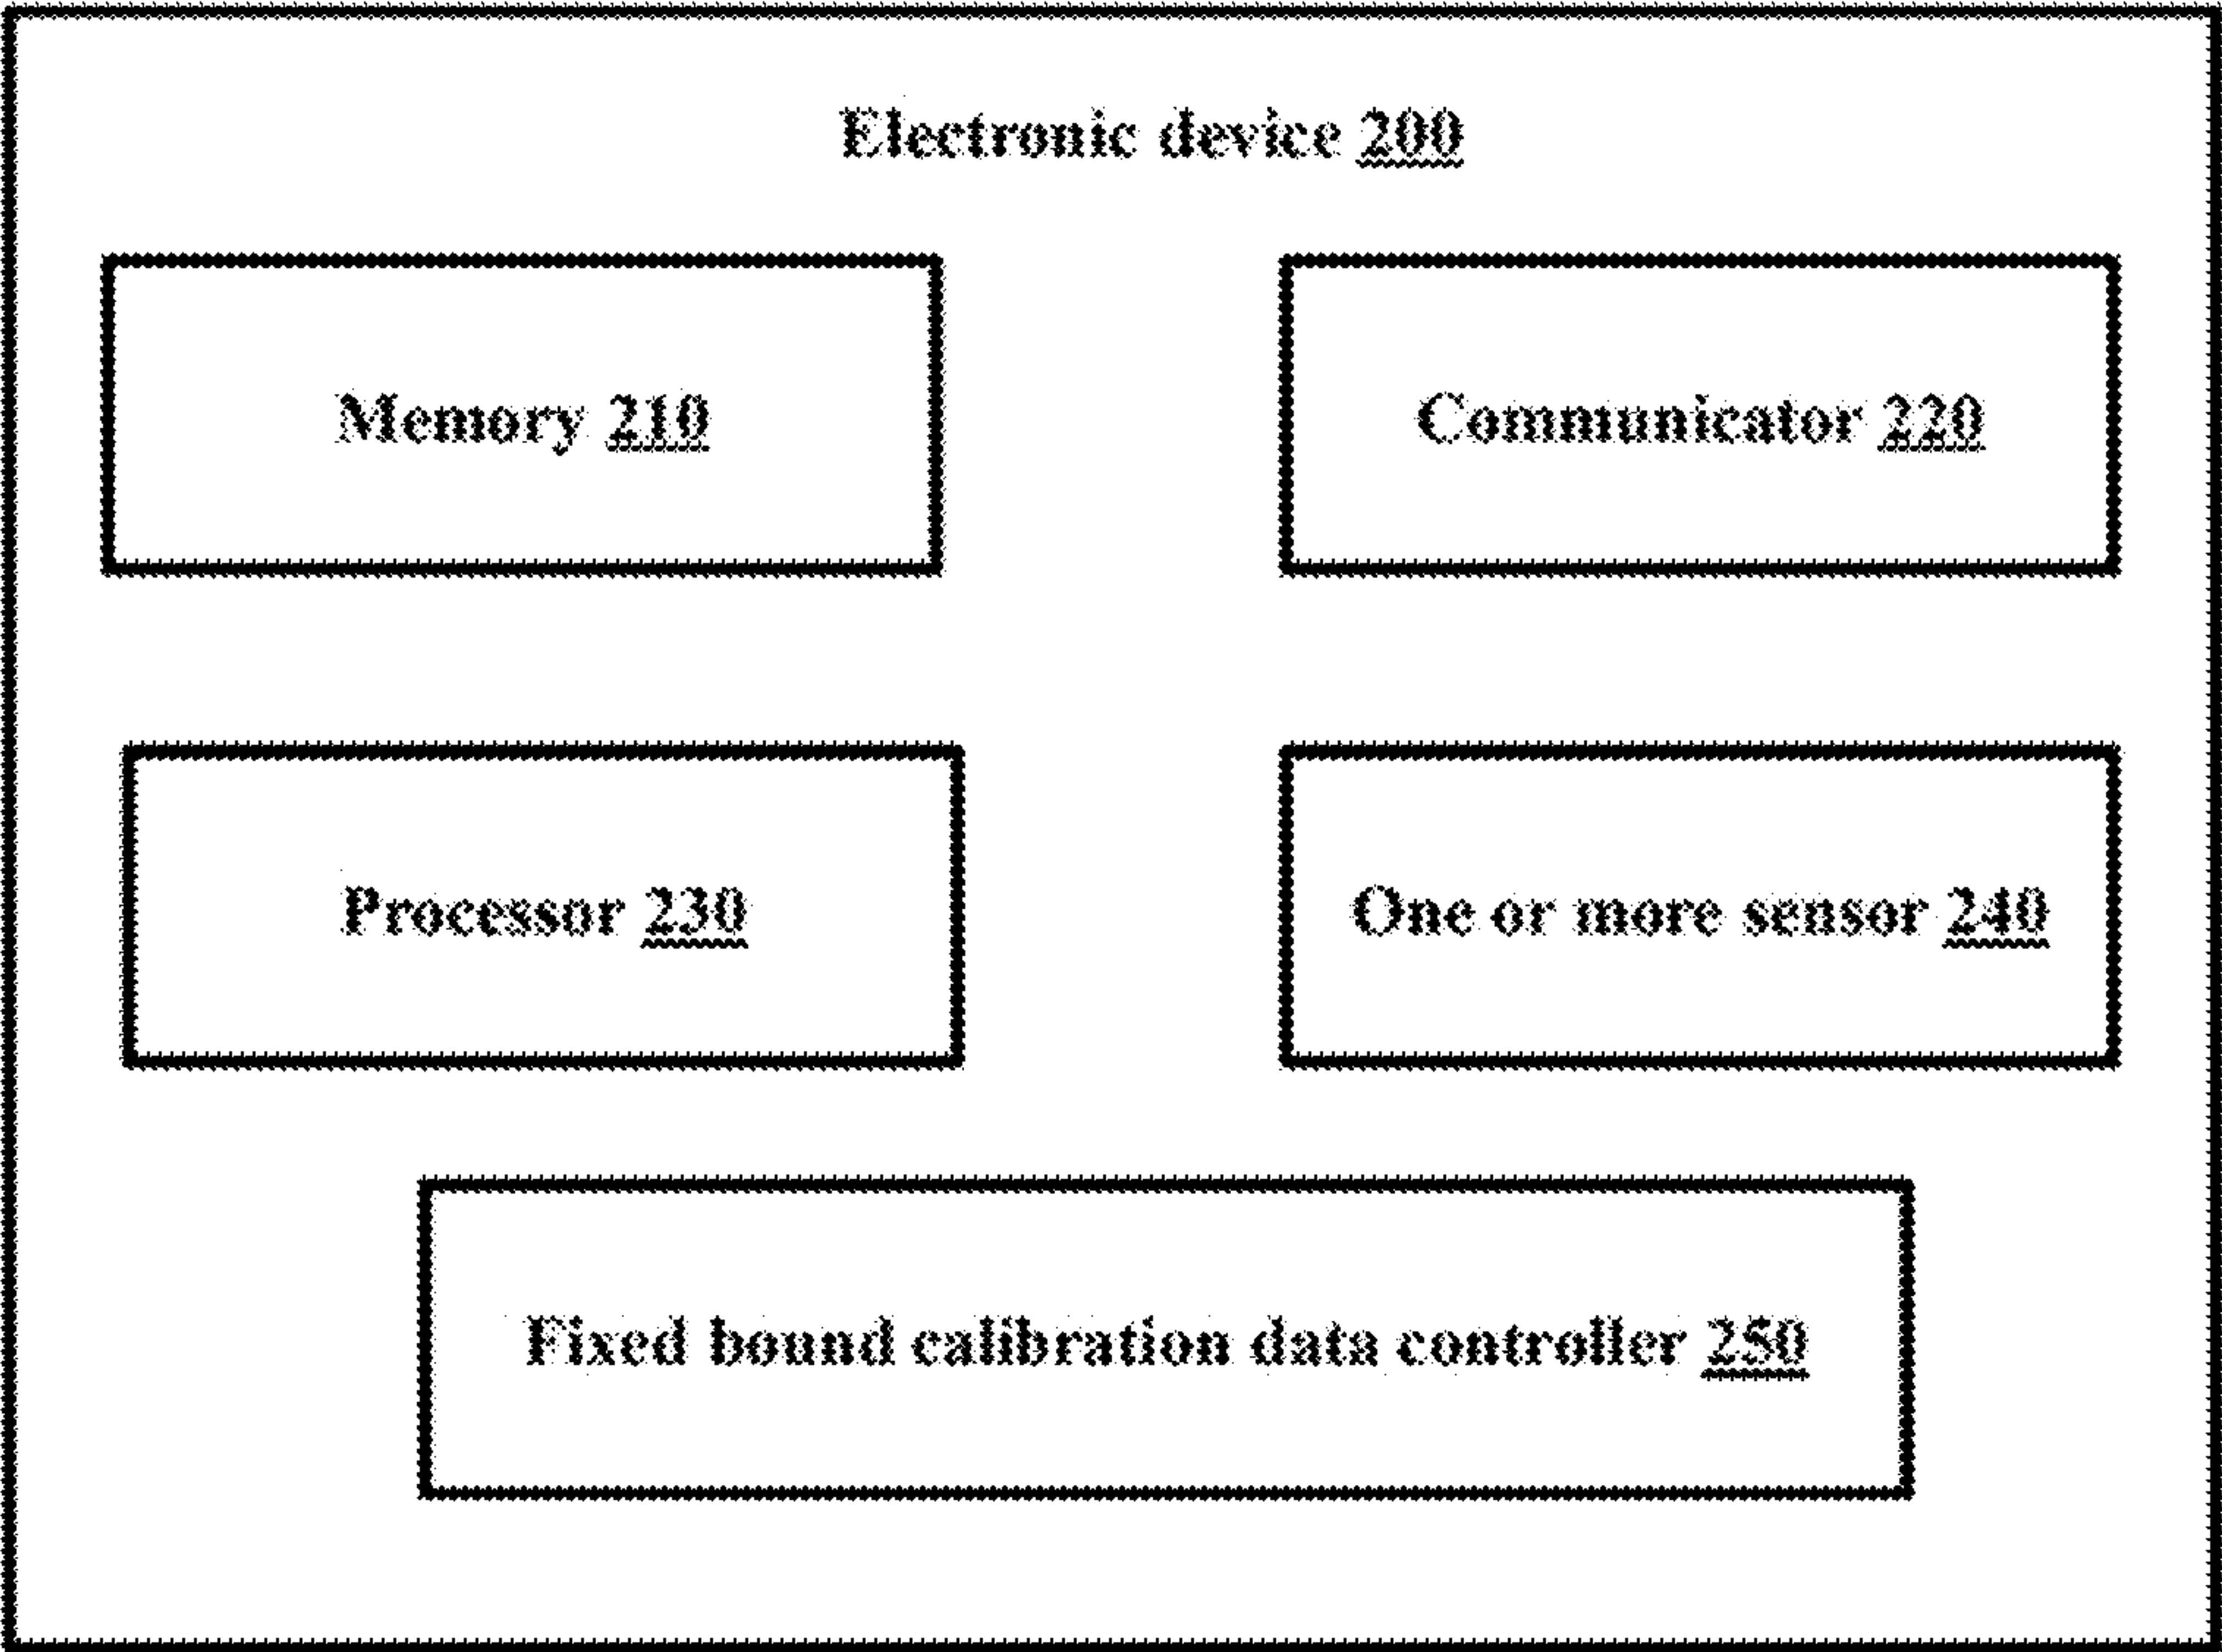 Electronic device 200
Memory 210
Communicator 220
Processor 230
One or more sensor 240
Fixed bound calibration data controller 250